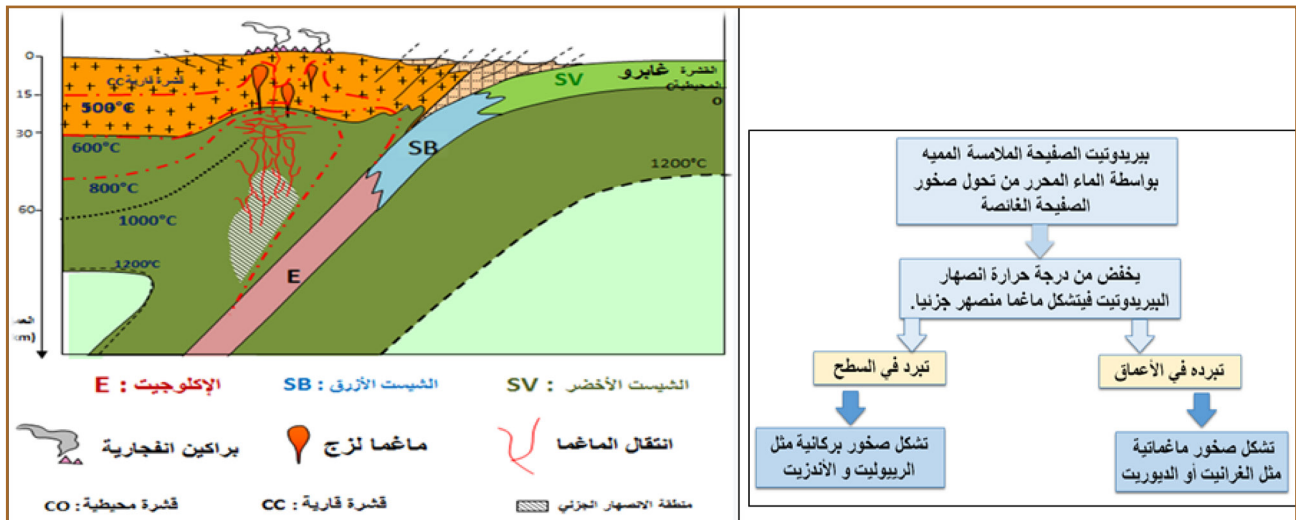 0
15
30
60
(km)
قشرة قارية CC
500°C
600°C
800°C
1000°C
1200°C
E
SB
SV
القشرة
غابرو
المحيطية
1200°C
الإكلوجيت : E
الشيست الأزرق : SB
الشيست الأخضر : SV
براكين انفجارية
ماغما لزج
انتقال الماغما
قشرة محيطية : CO
قشرة قارية : CC
منطقة الانصهار الجزئي
بيريدوتيت الصفيحة الملامسة المميه
بواسطة الماء المحرر من تحول صخور
الصفيحة الغائصة
يخفض من درجة حرارة انصهار
البيريدوتيت فيتشكل ماغما منصهر جزئيا.
تبرد في السطح
تبرده في الأعماق
تشكل صخور بركانية مثل
الريبوليت و الأندزيت
تشكل صخور ماغماتية
مثل الغرانيت أو الديوريت